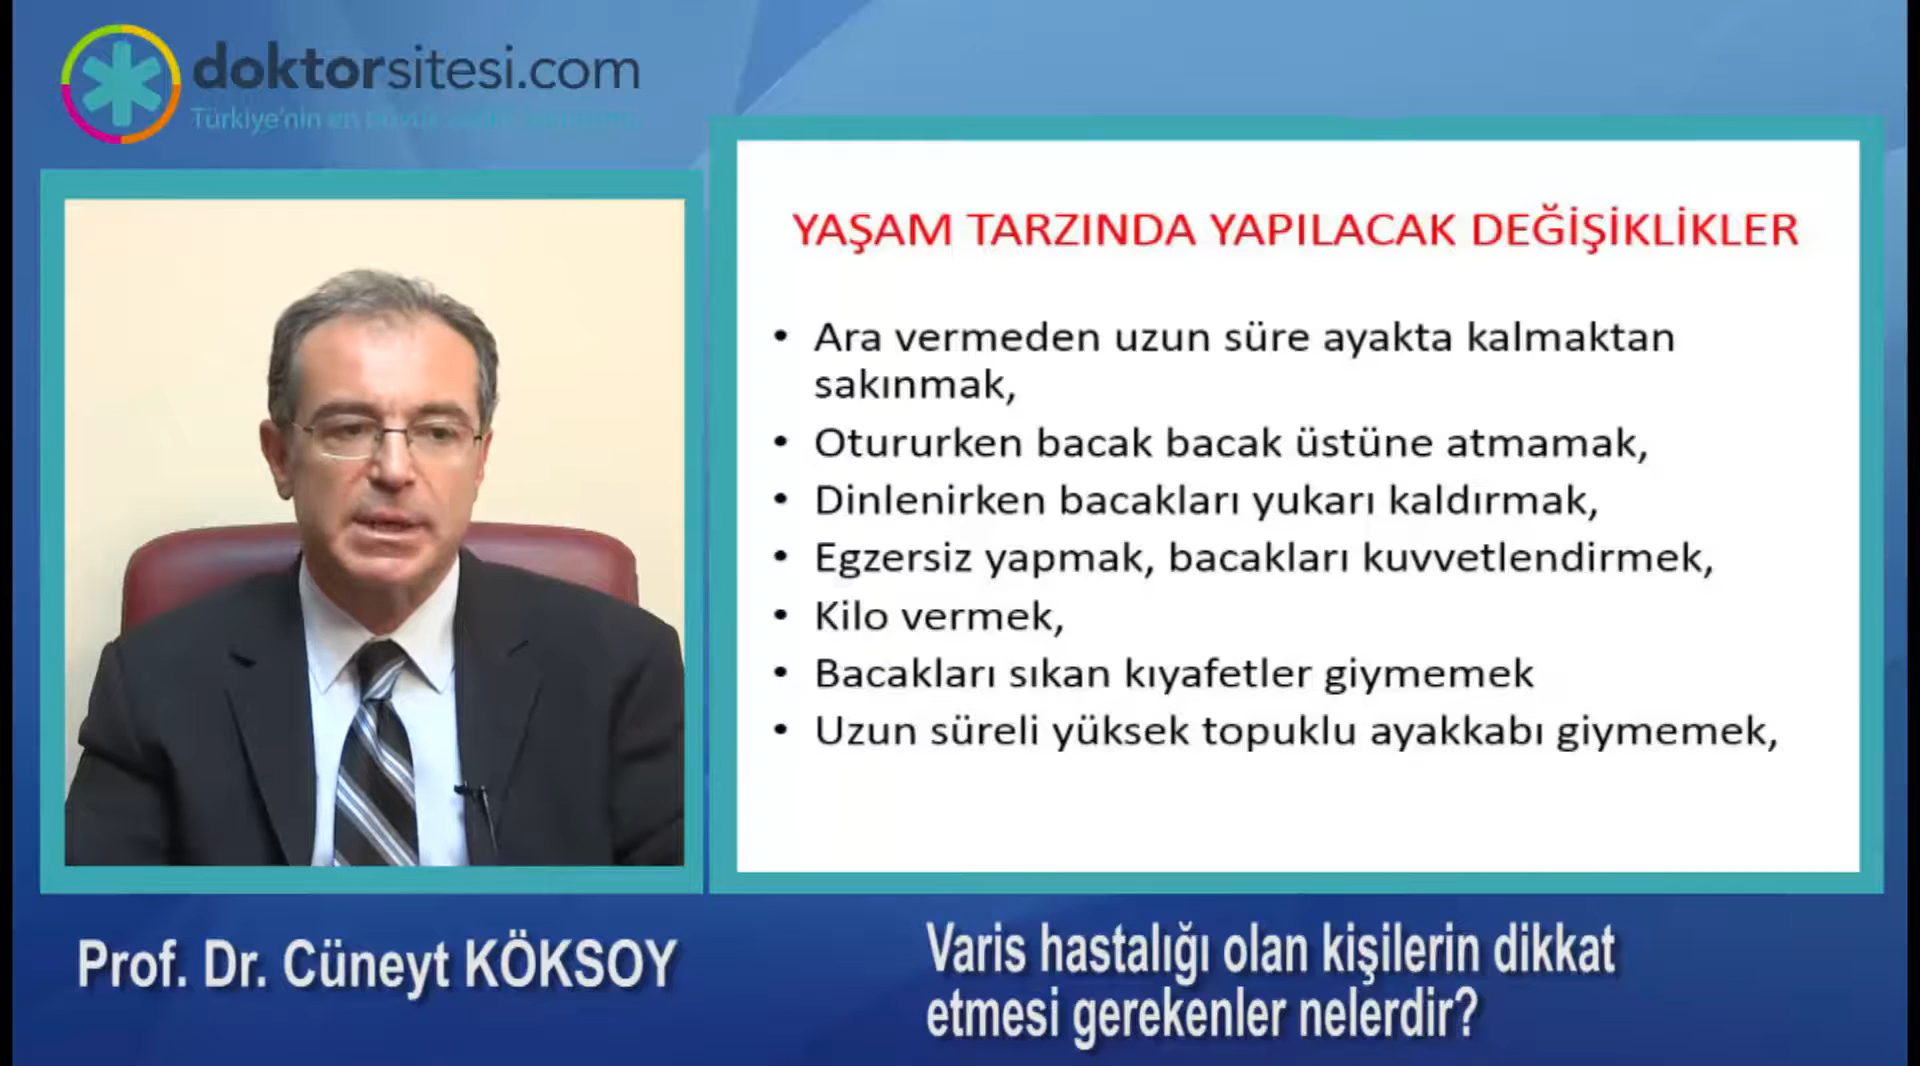 doktorsitesi.com
Türkiye'nin en büyük
YAŞAM TARZINDA YAPILACAK DEĞİŞİKLİKLER
• Ara vermeden uzun süre ayakta kalmaktan
sakınmak,
• Otururken bacak bacak üstüne atmamak,
• Dinlenirken bacakları yukarı kaldırmak,
• Egzersiz yapmak, bacakları kuvvetlendirmek,
• Kilo vermek,
• Bacakları sıkan kıyafetler giymemek
• Uzun süreli yüksek topuklu ayakkabı giymemek,
Prof. Dr. Cüneyt KÖKSOY
Varis hastalığı olan kişilerin dikkat
etmesi gerekenler nelerdir?